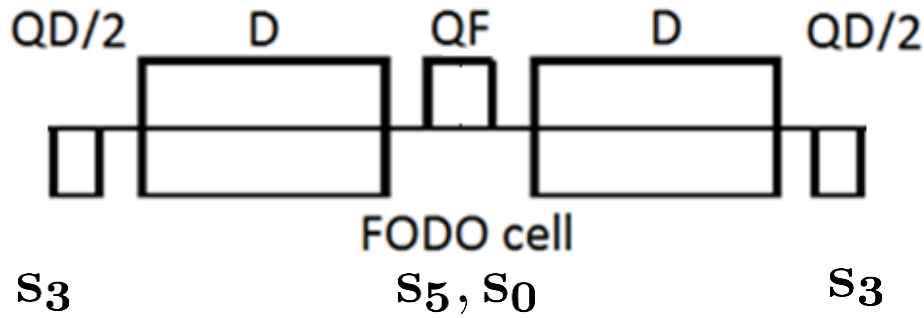 QD/2 D QF D QD/2
FODO cell
s₃ s₅, s₀ s₃